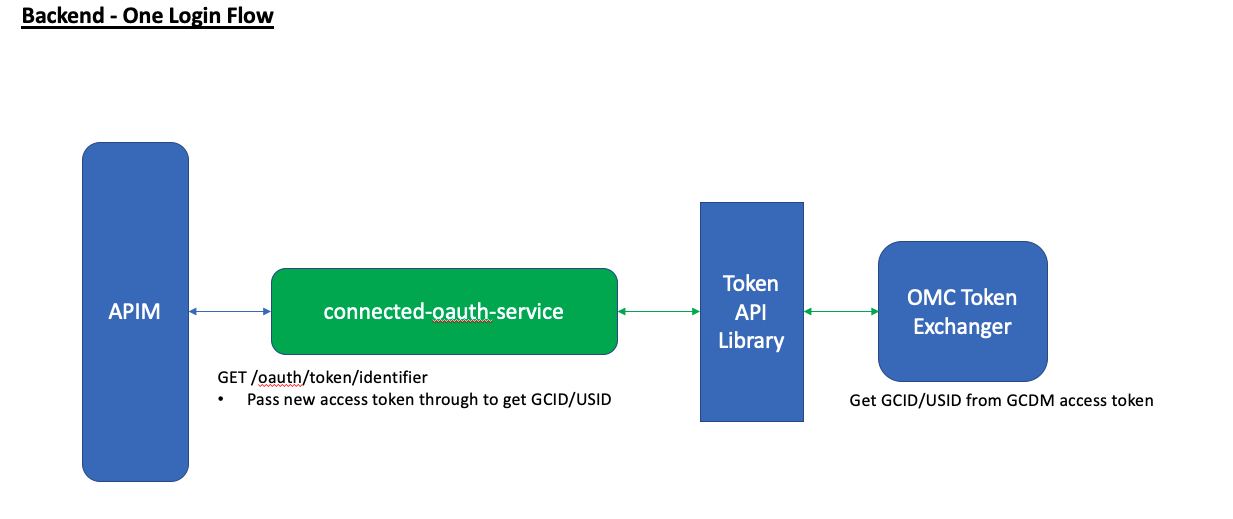 Backend - One Login Flow
APIM
connected-oauth-service
Token
API
Library
OMC Token
Exchanger
GET /oauth/token/identifier
• Pass new access token through to get GCID/USID
Get GCID/USID from GCDM access token